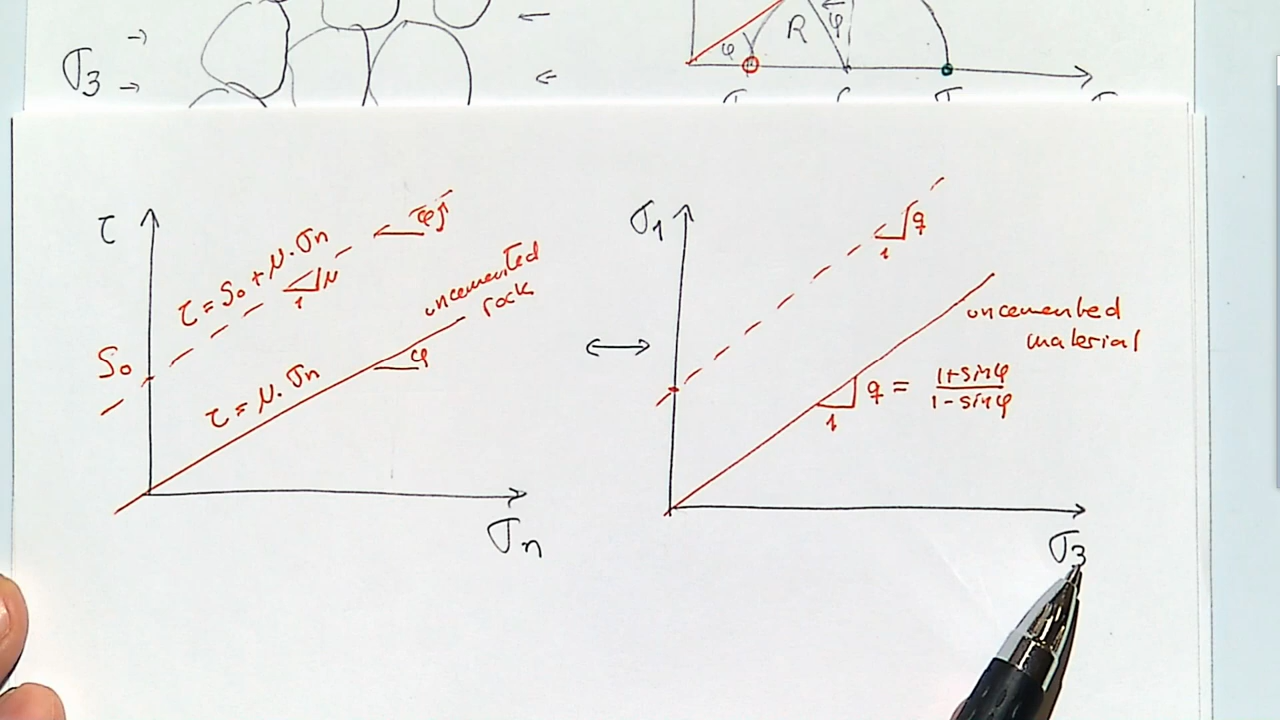 σ3
φ
R
φ
τ
τ = S0 + μ·σn
μ
1
φ
uncemented
rock
S0
τ = μ·σn
φ
σn
σ1
q
1
uncemented
material
q = 1+sinφ
1-sinφ
1
σ3